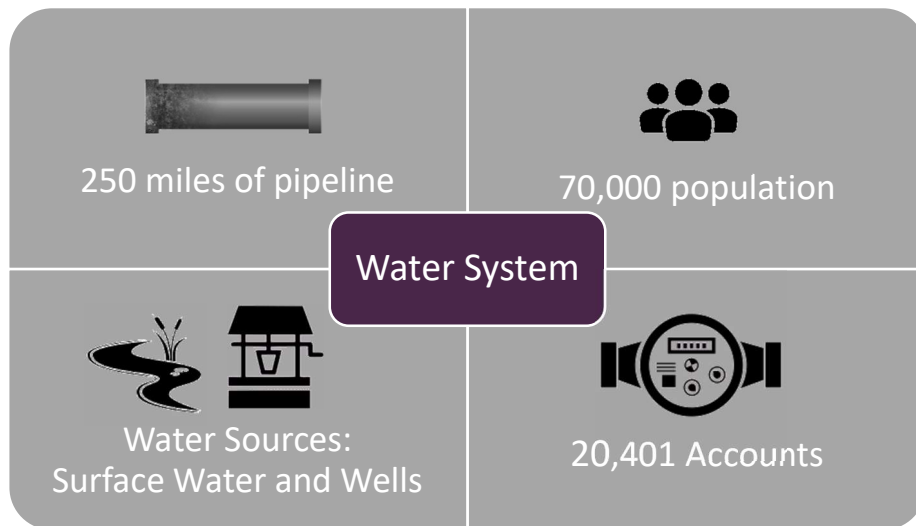 250 miles of pipeline
70,000 population
Water System
Water Sources:
Surface Water and Wells
20,401 Accounts